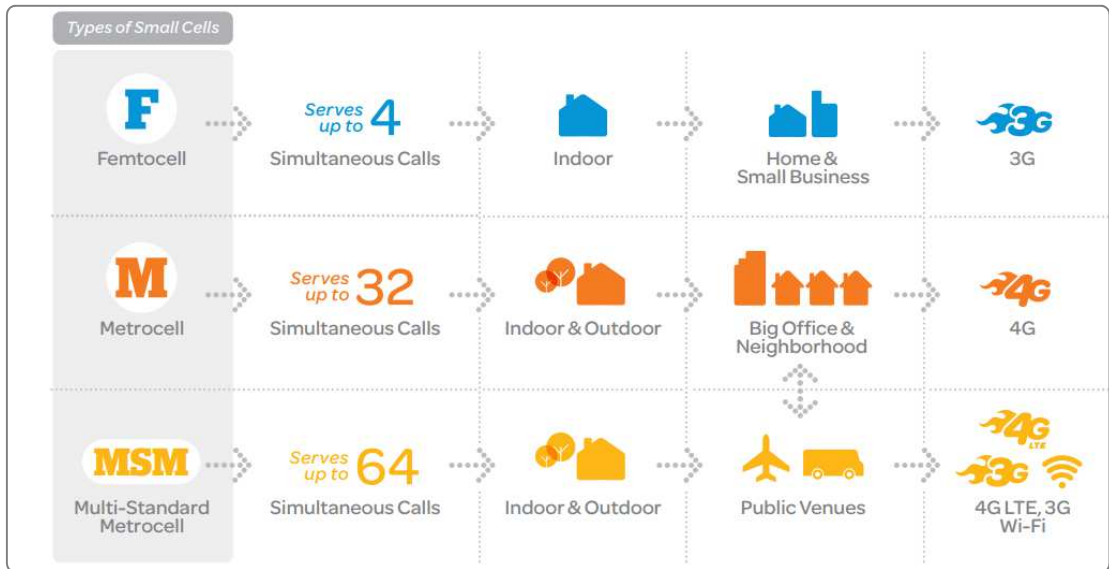 Types of Small Cells
F
Femtocell
Serves
up to 4
Simultaneous Calls
Indoor
Home &
Small Business
3G
3G
M
Metrocell
Serves
up to 32
Simultaneous Calls
Indoor & Outdoor
Big Office &
Neighborhood
4G
4G
MSM
Multi-Standard
Metrocell
Serves
up to 64
Simultaneous Calls
Indoor & Outdoor
Public Venues
4G
LTE
3G
4G LTE, 3G
Wi-Fi